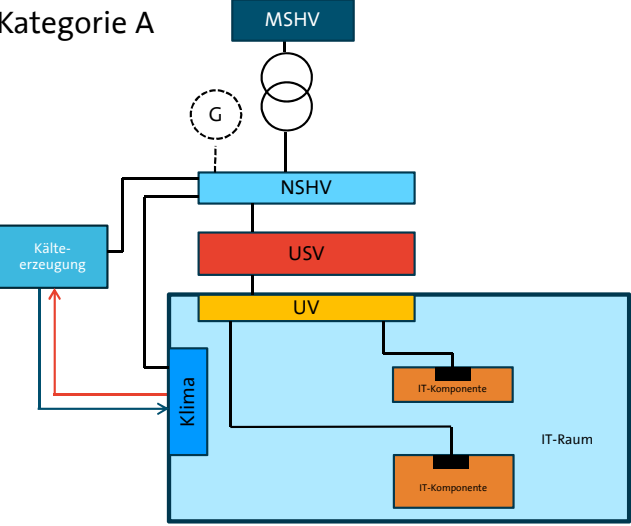 Kategorie A
MSHV
G
NSHV
Kälte-
erzeugung
USV
UV
Klima
IT-Komponente
IT-Raum
IT-Komponente